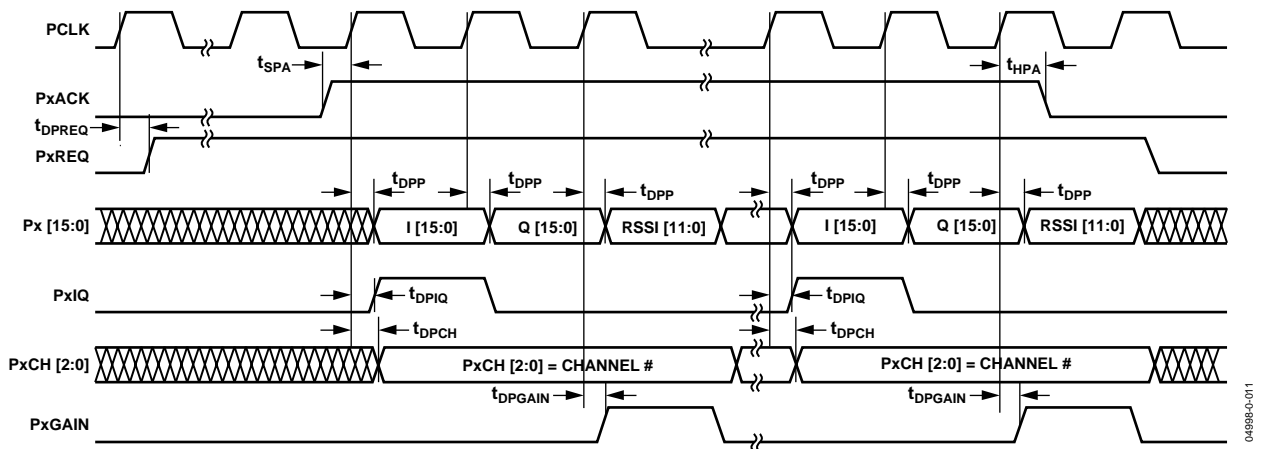 PCLK
tSPA
tHPA
PxACK
tDPREQ
PxREQ
tDPP tDPP tDPP tDPP tDPP tDPP
Px [15:0] I [15:0] Q [15:0] RSSI [11:0] I [15:0] Q [15:0] RSSI [11:0]
PxIQ tDPIQ tDPIQ
tDPCH tDPCH
PxCH [2:0] PxCH [2:0] = CHANNEL # PxCH [2:0] = CHANNEL #
tDPGAIN tDPGAIN
PxGAIN
04998-0-011